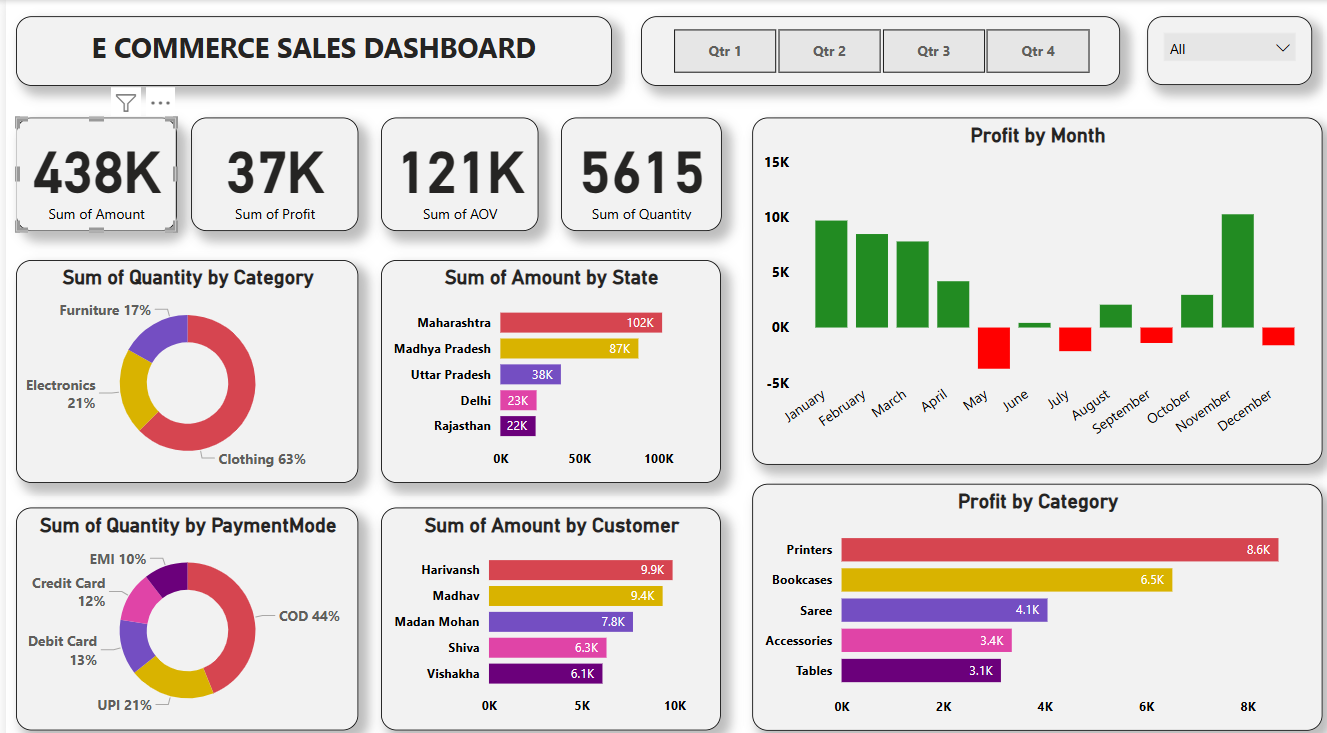 E COMMERCE SALES DASHBOARD
Qtr 1
Qtr 2
Qtr 3
Qtr 4
All
438K
Sum of Amount
37K
Sum of Profit
121K
Sum of AOV
5615
Sum of Quantity
Profit by Month
15K
10K
5K
0K
-5K
January
February
March
April
May
June
July
August
September
October
November
December
Sum of Quantity by Category
Furniture 17%
Electronics
21%
Clothing 63%
Sum of Amount by State
Maharashtra 102K
Madhya Pradesh 87K
Uttar Pradesh 38K
Delhi 23K
Rajasthan 22K
0K 50K 100K
Profit by Category
Printers 8.6K
Bookcases 6.5K
Saree 4.1K
Accessories 3.4K
Tables 3.1K
0K 2K 4K 6K 8K
Sum of Quantity by PaymentMode
EMI 10%
Credit Card
12%
COD 44%
Debit Card
13%
UPI 21%
Sum of Amount by Customer
Harivansh 9.9K
Madhav 9.4K
Madan Mohan 7.8K
Shiva 6.3K
Vishakha 6.1K
0K 5K 10K